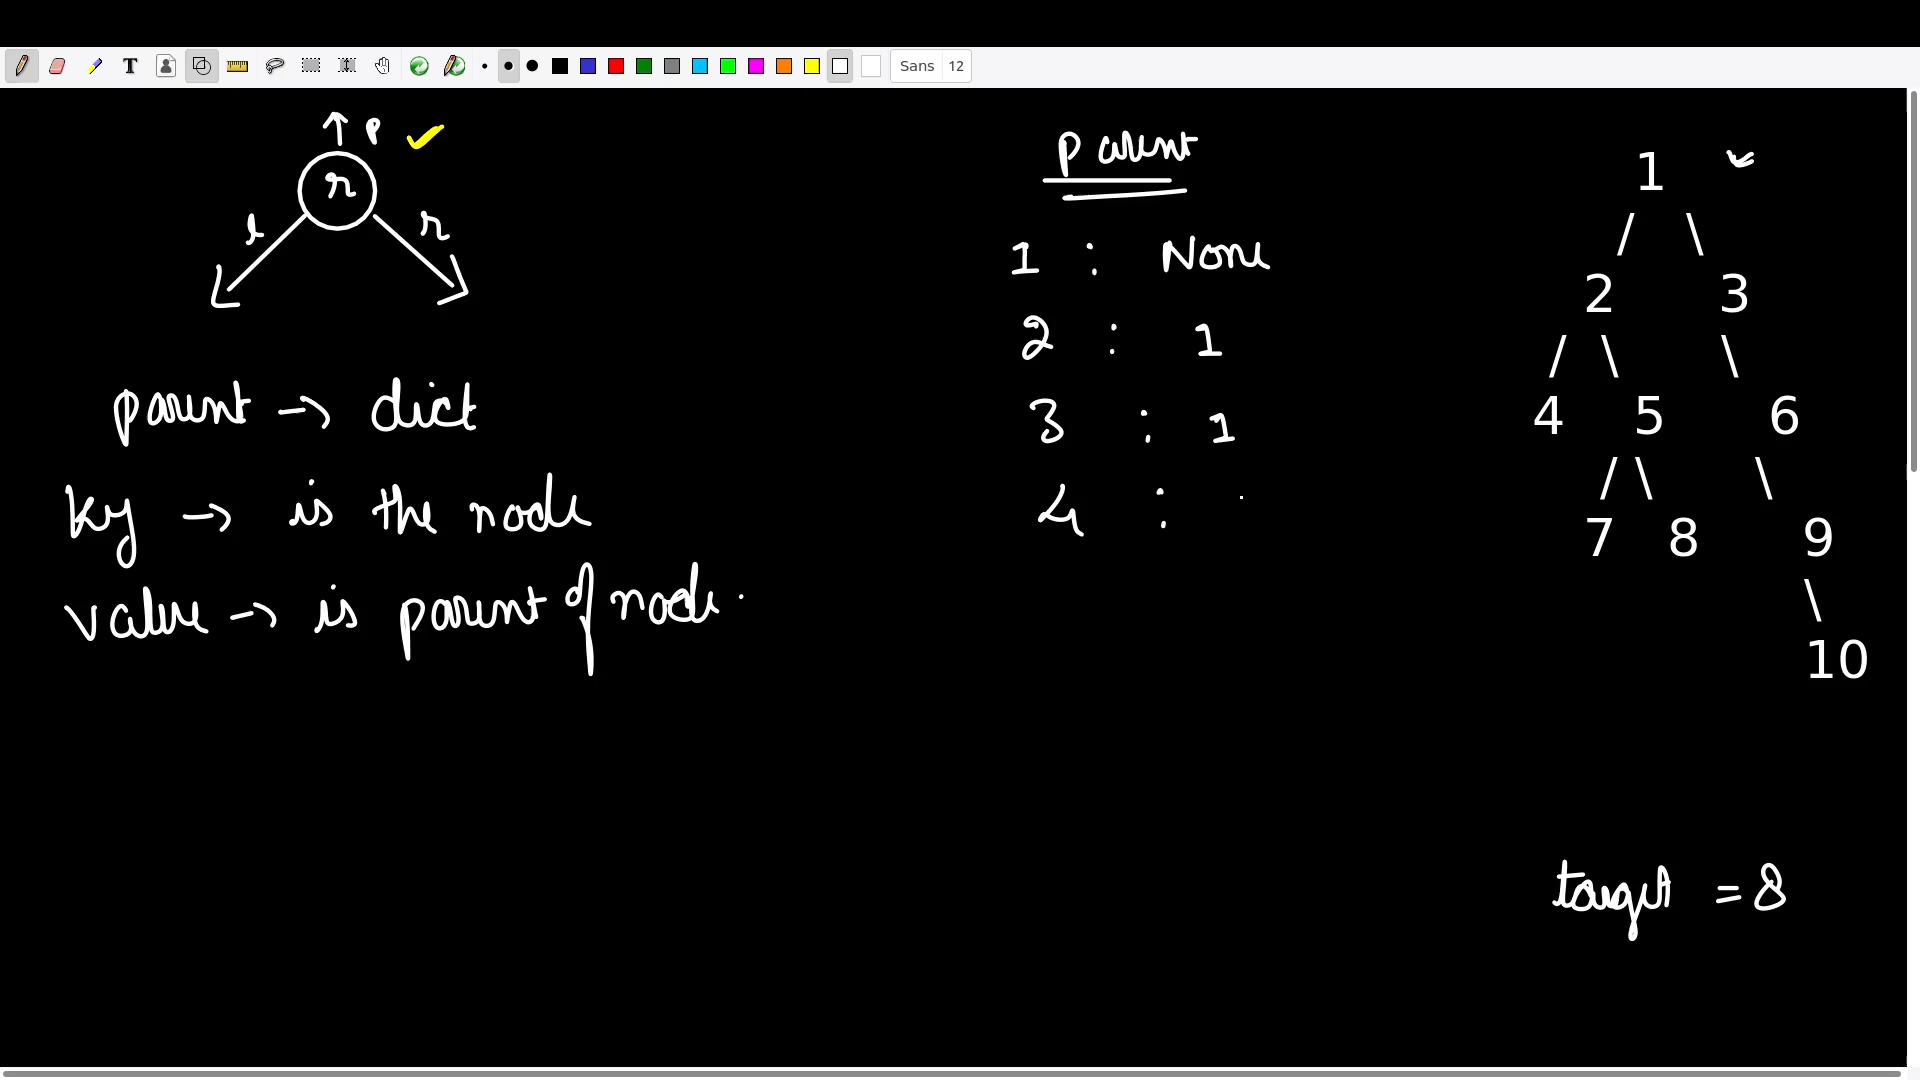 T Sans 12
↑ P ✓
r
l r
parent -> dict
key -> is the node
value -> is parent of node.
parent
1 : None
2 : 1
3 : 1
4 :
1
/ \
2 3
/ \ \
4 5 6
/ \ \
7 8 9
\
10
target = 8